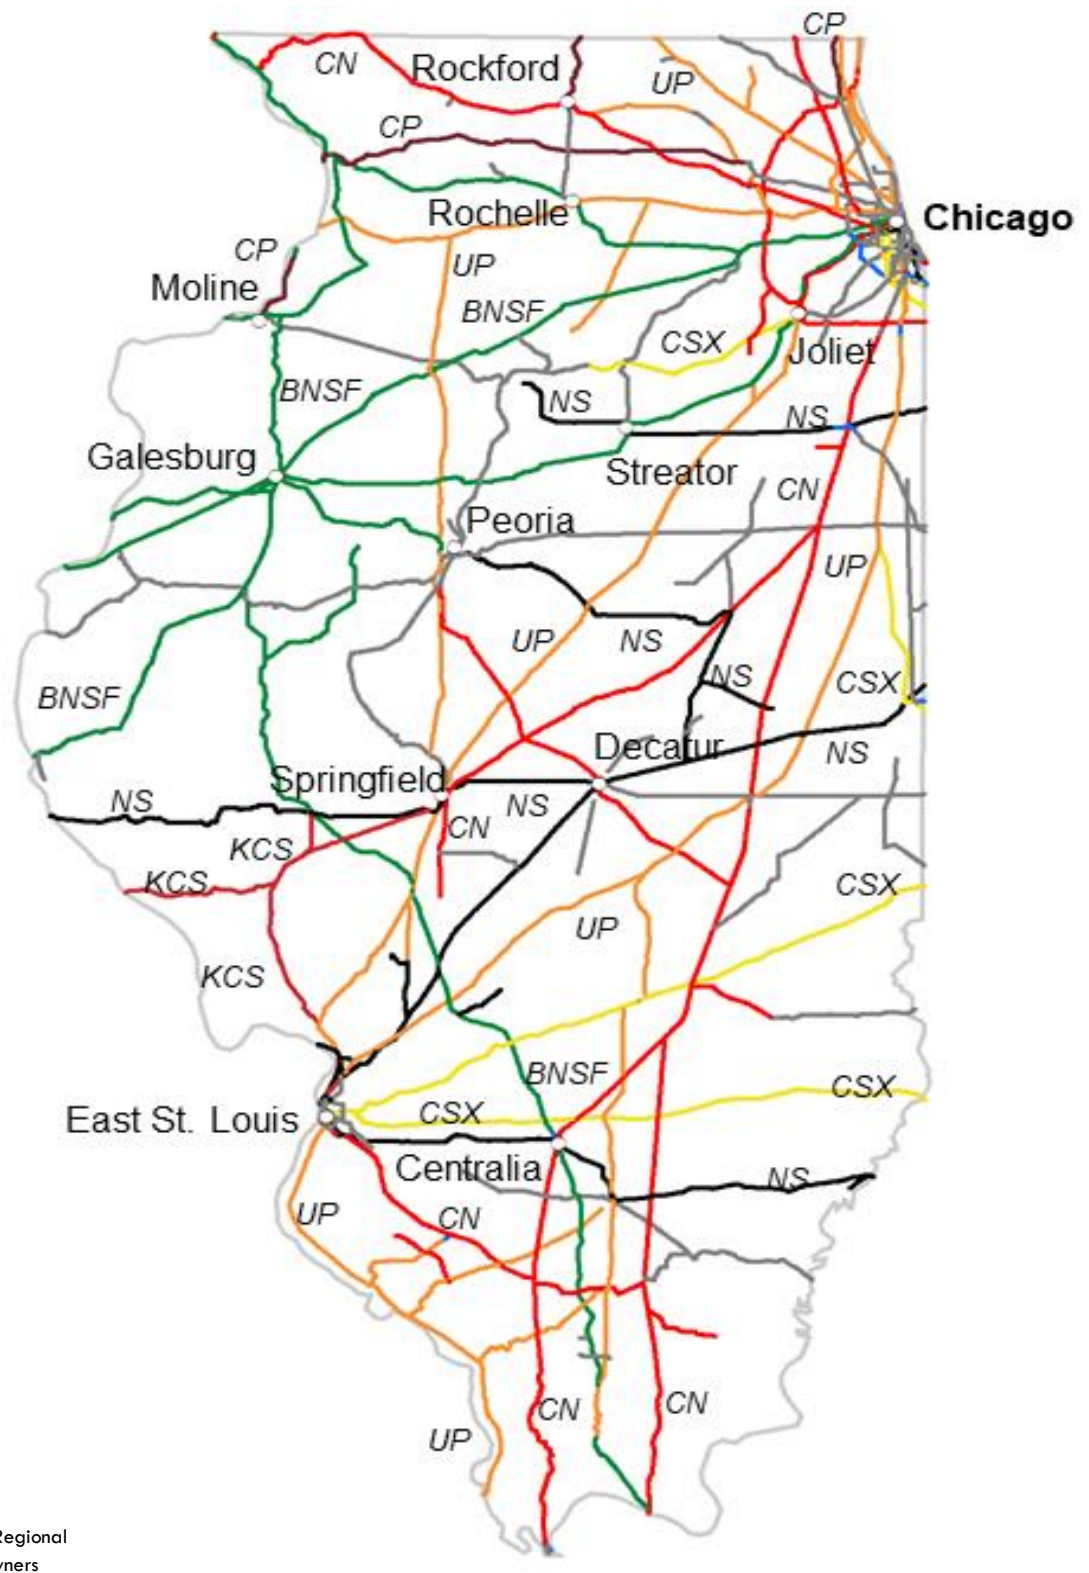 CP
CN
Rockford
UP
CP
Rochelle
Chicago
CP
UP
Moline
BNSF
CSX
Joliet
BNSF
NS
NS
Galesburg
Streator
CN
Peoria
UP
UP
NS
NS
CSX
BNSF
Decatur
NS
Springfield
NS
NS
CN
KCS
KCS
CSX
UP
KCS
BNSF
CSX
CSX
East St. Louis
Centralia
NS
UP
CN
CN
CN
UP
Regional
ners